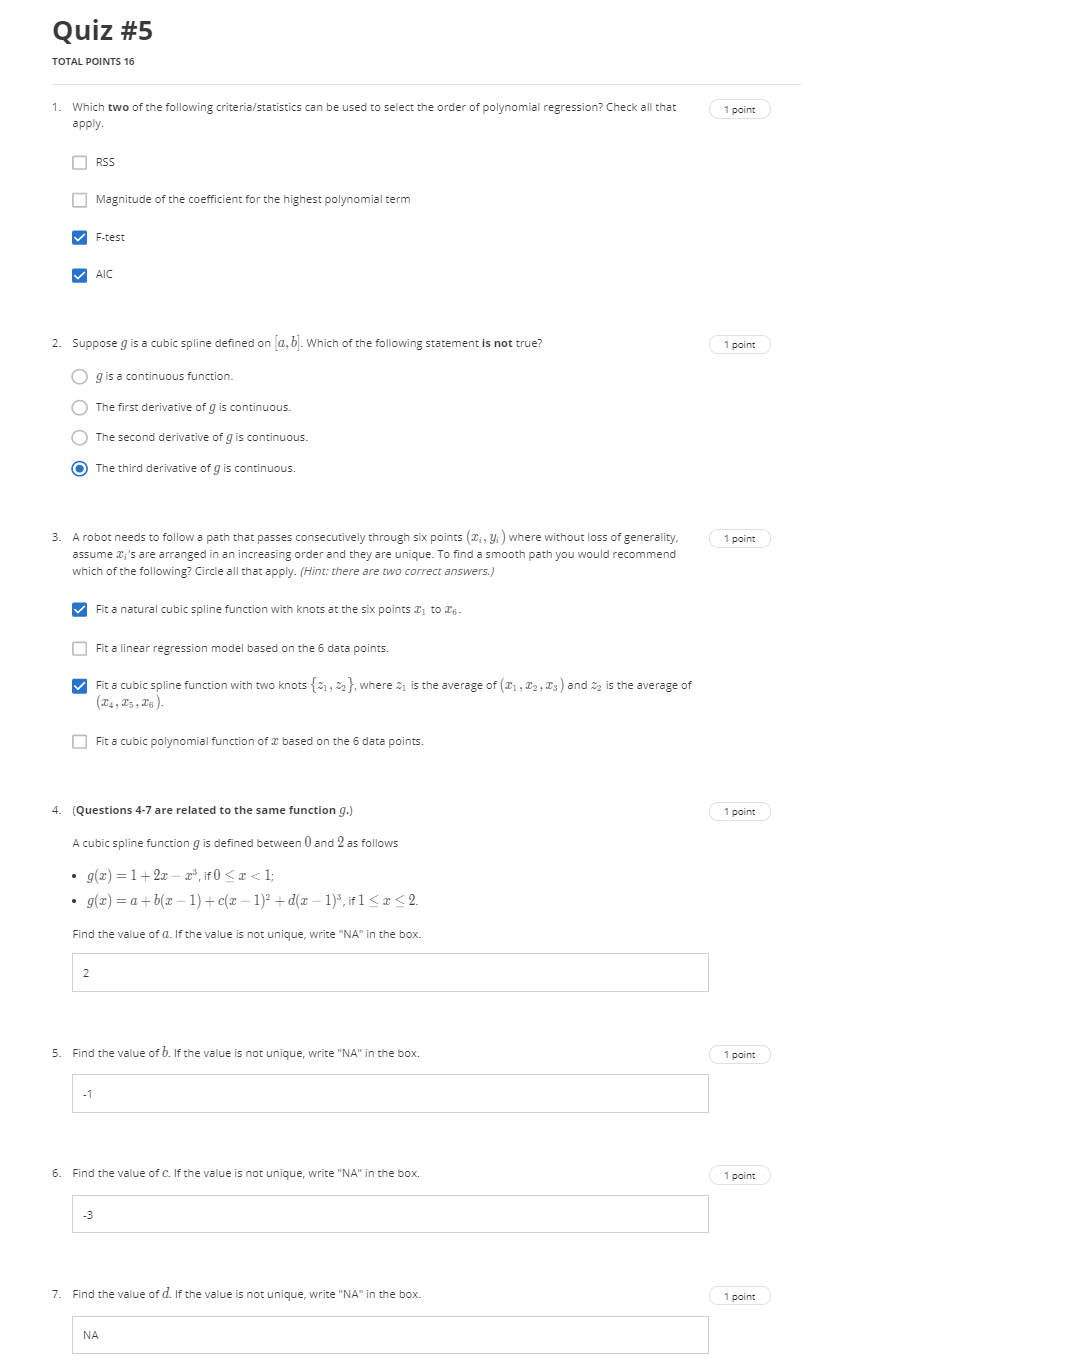 Quiz #5
TOTAL POINTS 16
1. Which two of the following criteria/statistics can be used to select the order of polynomial regression? Check all that
apply.
1 point
RSS
Magnitude of the coefficient for the highest polynomial term
F-test
AIC
2. Suppose g is a cubic spline defined on [a, b]. Which of the following statement is not true?
1 point
g is a continuous function.
The first derivative of g is continuous.
The second derivative of g is continuous.
The third derivative of g is continuous.
3. A robot needs to follow a path that passes consecutively through six points (xᵢ, yᵢ) where without loss of generality,
assume xᵢ's are arranged in an increasing order and they are unique. To find a smooth path you would recommend
which of the following? Circle all that apply. (Hint: there are two correct answers.)
1 point
Fit a natural cubic spline function with knots at the six points x₁ to x₆.
Fit a linear regression model based on the 6 data points.
Fit a cubic spline function with two knots {z₁, z₂}, where z₁ is the average of (x₁, x₂, x₃) and z₂ is the average of
(x₄, x₅, x₆).
Fit a cubic polynomial function of x based on the 6 data points.
4. (Questions 4-7 are related to the same function g.)
1 point
A cubic spline function g is defined between 0 and 2 as follows
• g(x) = 1 + 2x − x³, if 0 ≤ x < 1;
• g(x) = a + b(x − 1) + c(x − 1)² + d(x − 1)³, if 1 ≤ x ≤ 2.
Find the value of a. If the value is not unique, write "NA" in the box.
2
5. Find the value of b. If the value is not unique, write "NA" in the box.
1 point
-1
6. Find the value of c. If the value is not unique, write "NA" in the box.
1 point
-3
7. Find the value of d. If the value is not unique, write "NA" in the box.
1 point
NA